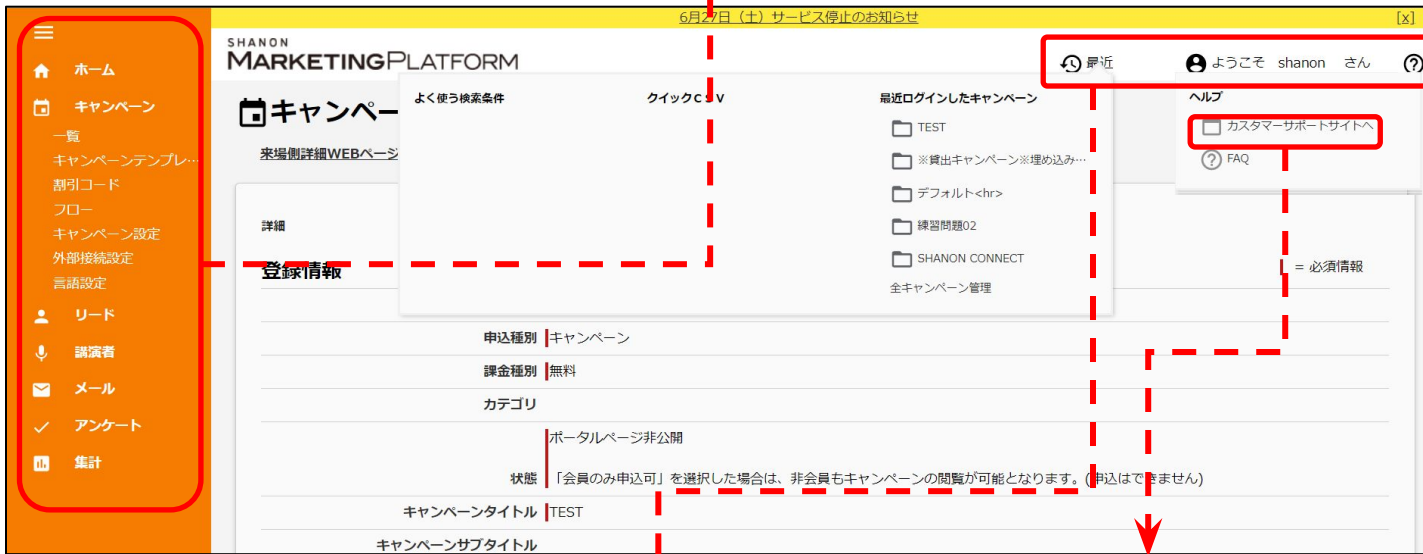 6月27日（土）サービス停止のお知らせ
[x]
SHANON
MARKETINGPLATFORM
最近
ようこそ shanon さん
ホーム
キャンペーン
一覧
キャンペーンテンプレ…
割引コード
フロー
キャンペーン設定
外部接続設定
言語設定
リード
講演者
メール
アンケート
集計
キャンペー
来場側詳細WEBページ
よく使う検索条件
クイックCSV
最近ログインしたキャンペーン
TEST
※貸出キャンペーン※埋め込み…
デフォルト<hr>
練習問題02
SHANON CONNECT
全キャンペーン管理
ヘルプ
カスタマーサポートサイトへ
FAQ
詳細
登録情報
= 必須情報
申込種別 キャンペーン
課金種別 無料
カテゴリ
ポータルページ非公開
状態 「会員のみ申込可」を選択した場合は、非会員もキャンペーンの閲覧が可能となります。(申込はできません)
キャンペーンタイトル TEST
キャンペーンサブタイトル